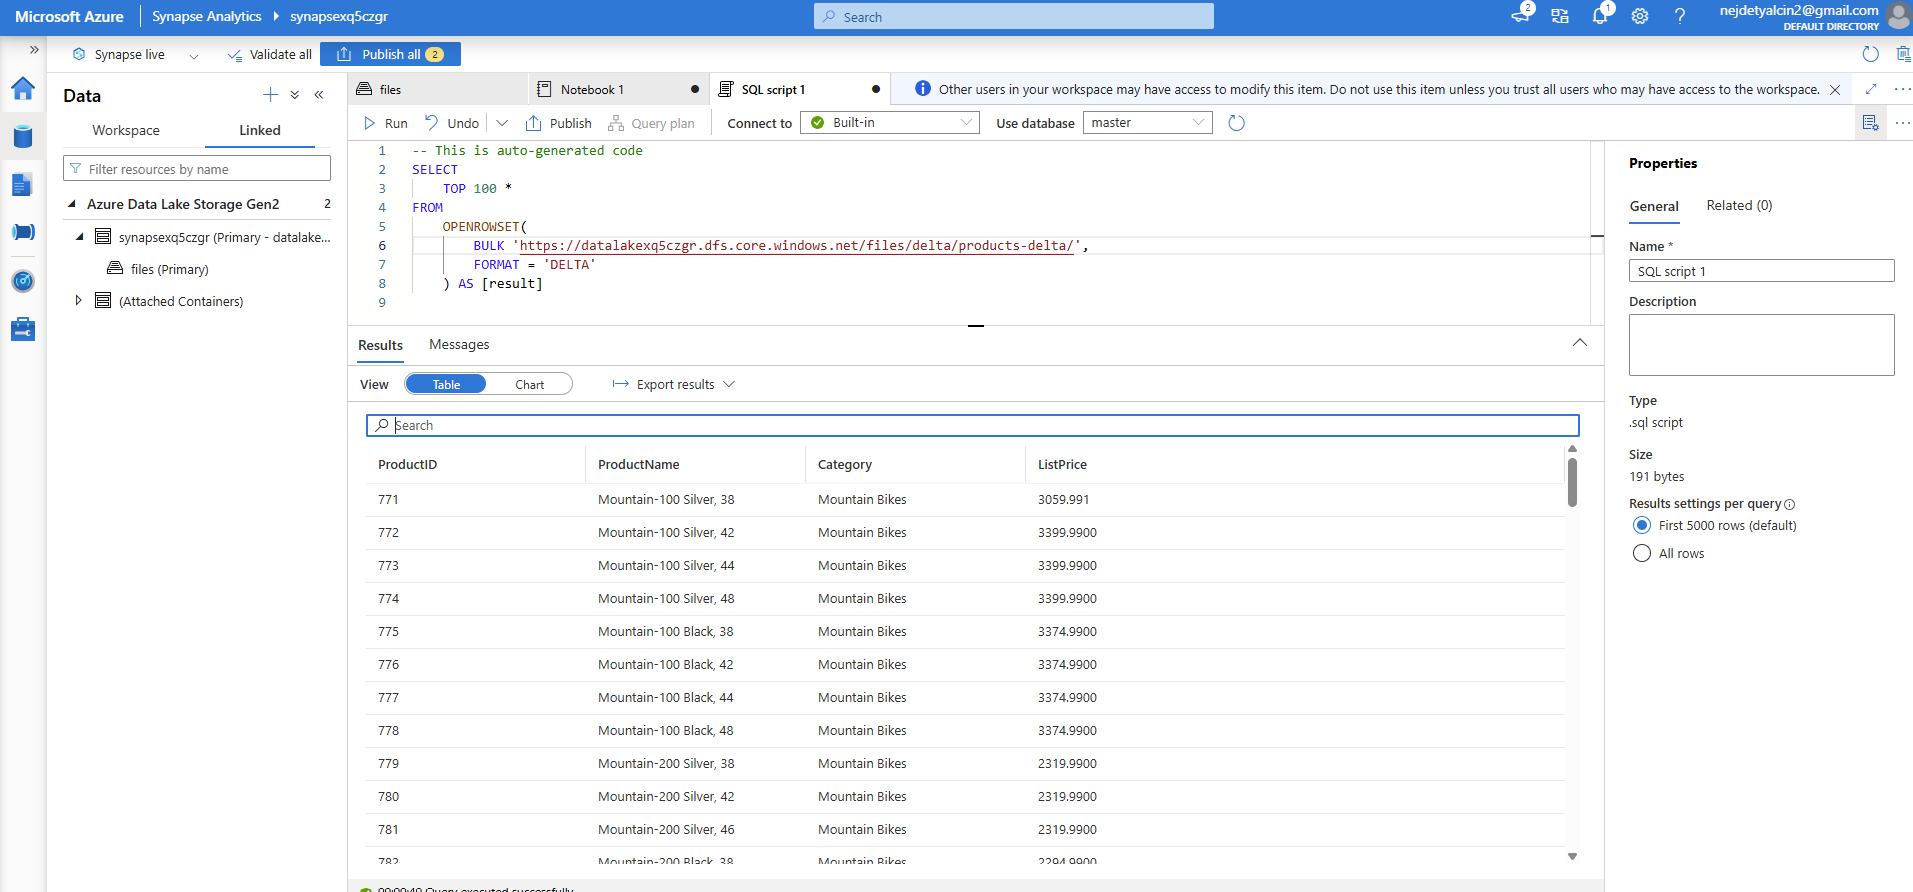 Microsoft Azure
Synapse Analytics
synapsexq5czgr
Search
2
1
nejdetyalcin2@gmail.com
DEFAULT DIRECTORY
Synapse live
Validate all
Publish all 2
Data
Workspace
Linked
Filter resources by name
Azure Data Lake Storage Gen2 2
synapsexq5czgr (Primary - datalake...
files (Primary)
(Attached Containers)
files
Notebook 1
SQL script 1
Other users in your workspace may have access to modify this item. Do not use this item unless you trust all users who may have access to the workspace.
Run
Undo
Publish
Query plan
Connect to
Built-in
Use database
master
1 -- This is auto-generated code
2 SELECT
3 TOP 100 *
4 FROM
5 OPENROWSET(
6 BULK 'https://datalakexq5czgr.dfs.core.windows.net/files/delta/products-delta/',
7 FORMAT = 'DELTA'
8 ) AS [result]
9
Results
Messages
View
Table
Chart
Export results
Search
ProductID ProductName Category ListPrice
771 Mountain-100 Silver, 38 Mountain Bikes 3059.991
772 Mountain-100 Silver, 42 Mountain Bikes 3399.9900
773 Mountain-100 Silver, 44 Mountain Bikes 3399.9900
774 Mountain-100 Silver, 48 Mountain Bikes 3399.9900
775 Mountain-100 Black, 38 Mountain Bikes 3374.9900
776 Mountain-100 Black, 42 Mountain Bikes 3374.9900
777 Mountain-100 Black, 44 Mountain Bikes 3374.9900
778 Mountain-100 Black, 48 Mountain Bikes 3374.9900
779 Mountain-200 Silver, 38 Mountain Bikes 2319.9900
780 Mountain-200 Silver, 42 Mountain Bikes 2319.9900
781 Mountain-200 Silver, 46 Mountain Bikes 2319.9900
782 Mountain-200 Black, 38 Mountain Bikes 2294.9900
00:00:40 Query executed successfully
Properties
General
Related (0)
Name *
SQL script 1
Description
Type
.sql script
Size
191 bytes
Results settings per query
First 5000 rows (default)
All rows